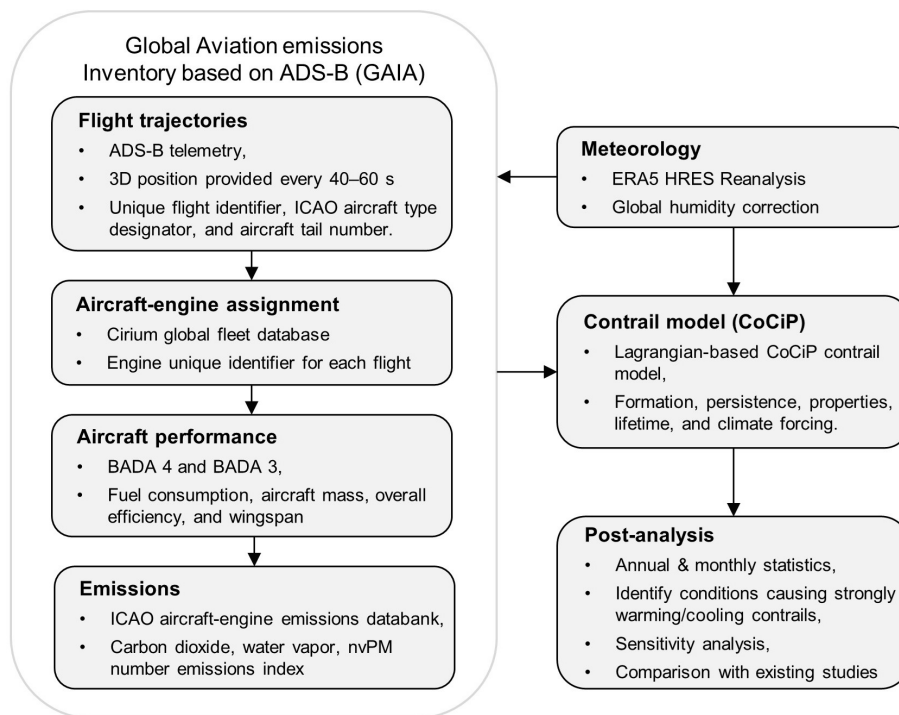 Global Aviation emissions
Inventory based on ADS-B (GAIA)
Flight trajectories
• ADS-B telemetry,
• 3D position provided every 40–60 s
• Unique flight identifier, ICAO aircraft type
designator, and aircraft tail number.
Aircraft-engine assignment
• Cirium global fleet database
• Engine unique identifier for each flight
Aircraft performance
• BADA 4 and BADA 3,
• Fuel consumption, aircraft mass, overall
efficiency, and wingspan
Emissions
• ICAO aircraft-engine emissions databank,
• Carbon dioxide, water vapor, nvPM
number emissions index
Meteorology
• ERA5 HRES Reanalysis
• Global humidity correction
Contrail model (CoCiP)
• Lagrangian-based CoCiP contrail
model,
• Formation, persistence, properties,
lifetime, and climate forcing.
Post-analysis
• Annual & monthly statistics,
• Identify conditions causing strongly
warming/cooling contrails,
• Sensitivity analysis,
• Comparison with existing studies